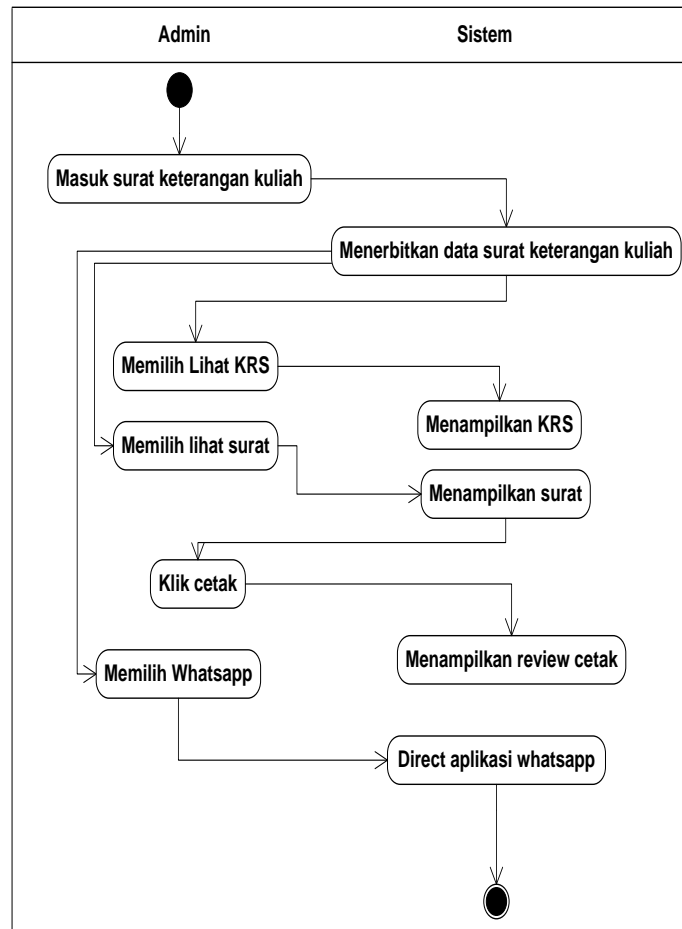 Admin
Sistem
Masuk surat keterangan kuliah
Menerbitkan data surat keterangan kuliah
Memilih Lihat KRS
Menampilkan KRS
Memilih lihat surat
Menampilkan surat
Klik cetak
Menampilkan review cetak
Memilih Whatsapp
Direct aplikasi whatsapp